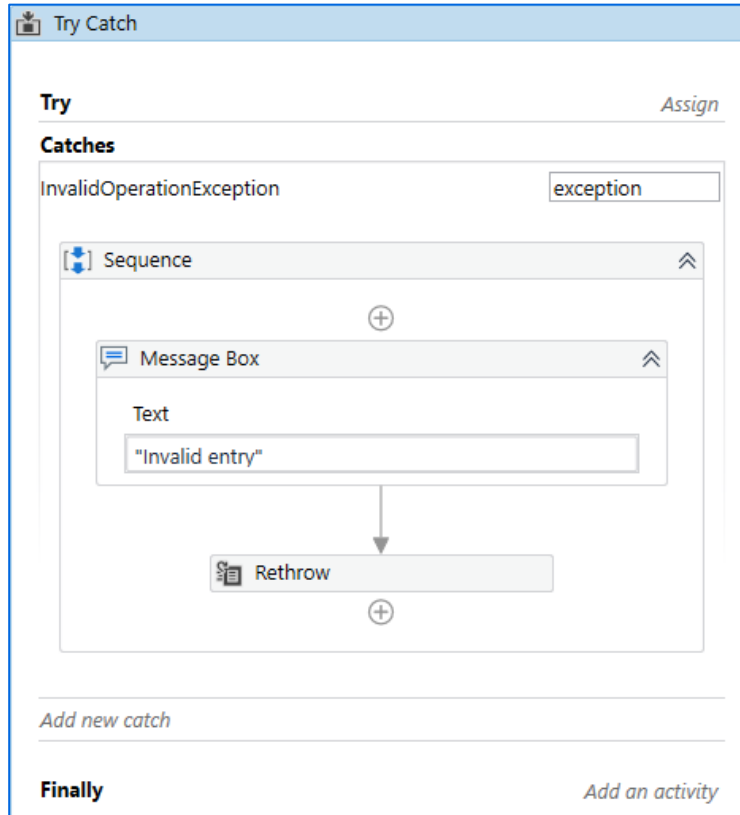 Try Catch
Try Assign
Catches
InvalidOperationException exception
Sequence
Message Box
Text
"Invalid entry"
Rethrow
Add new catch
Finally Add an activity